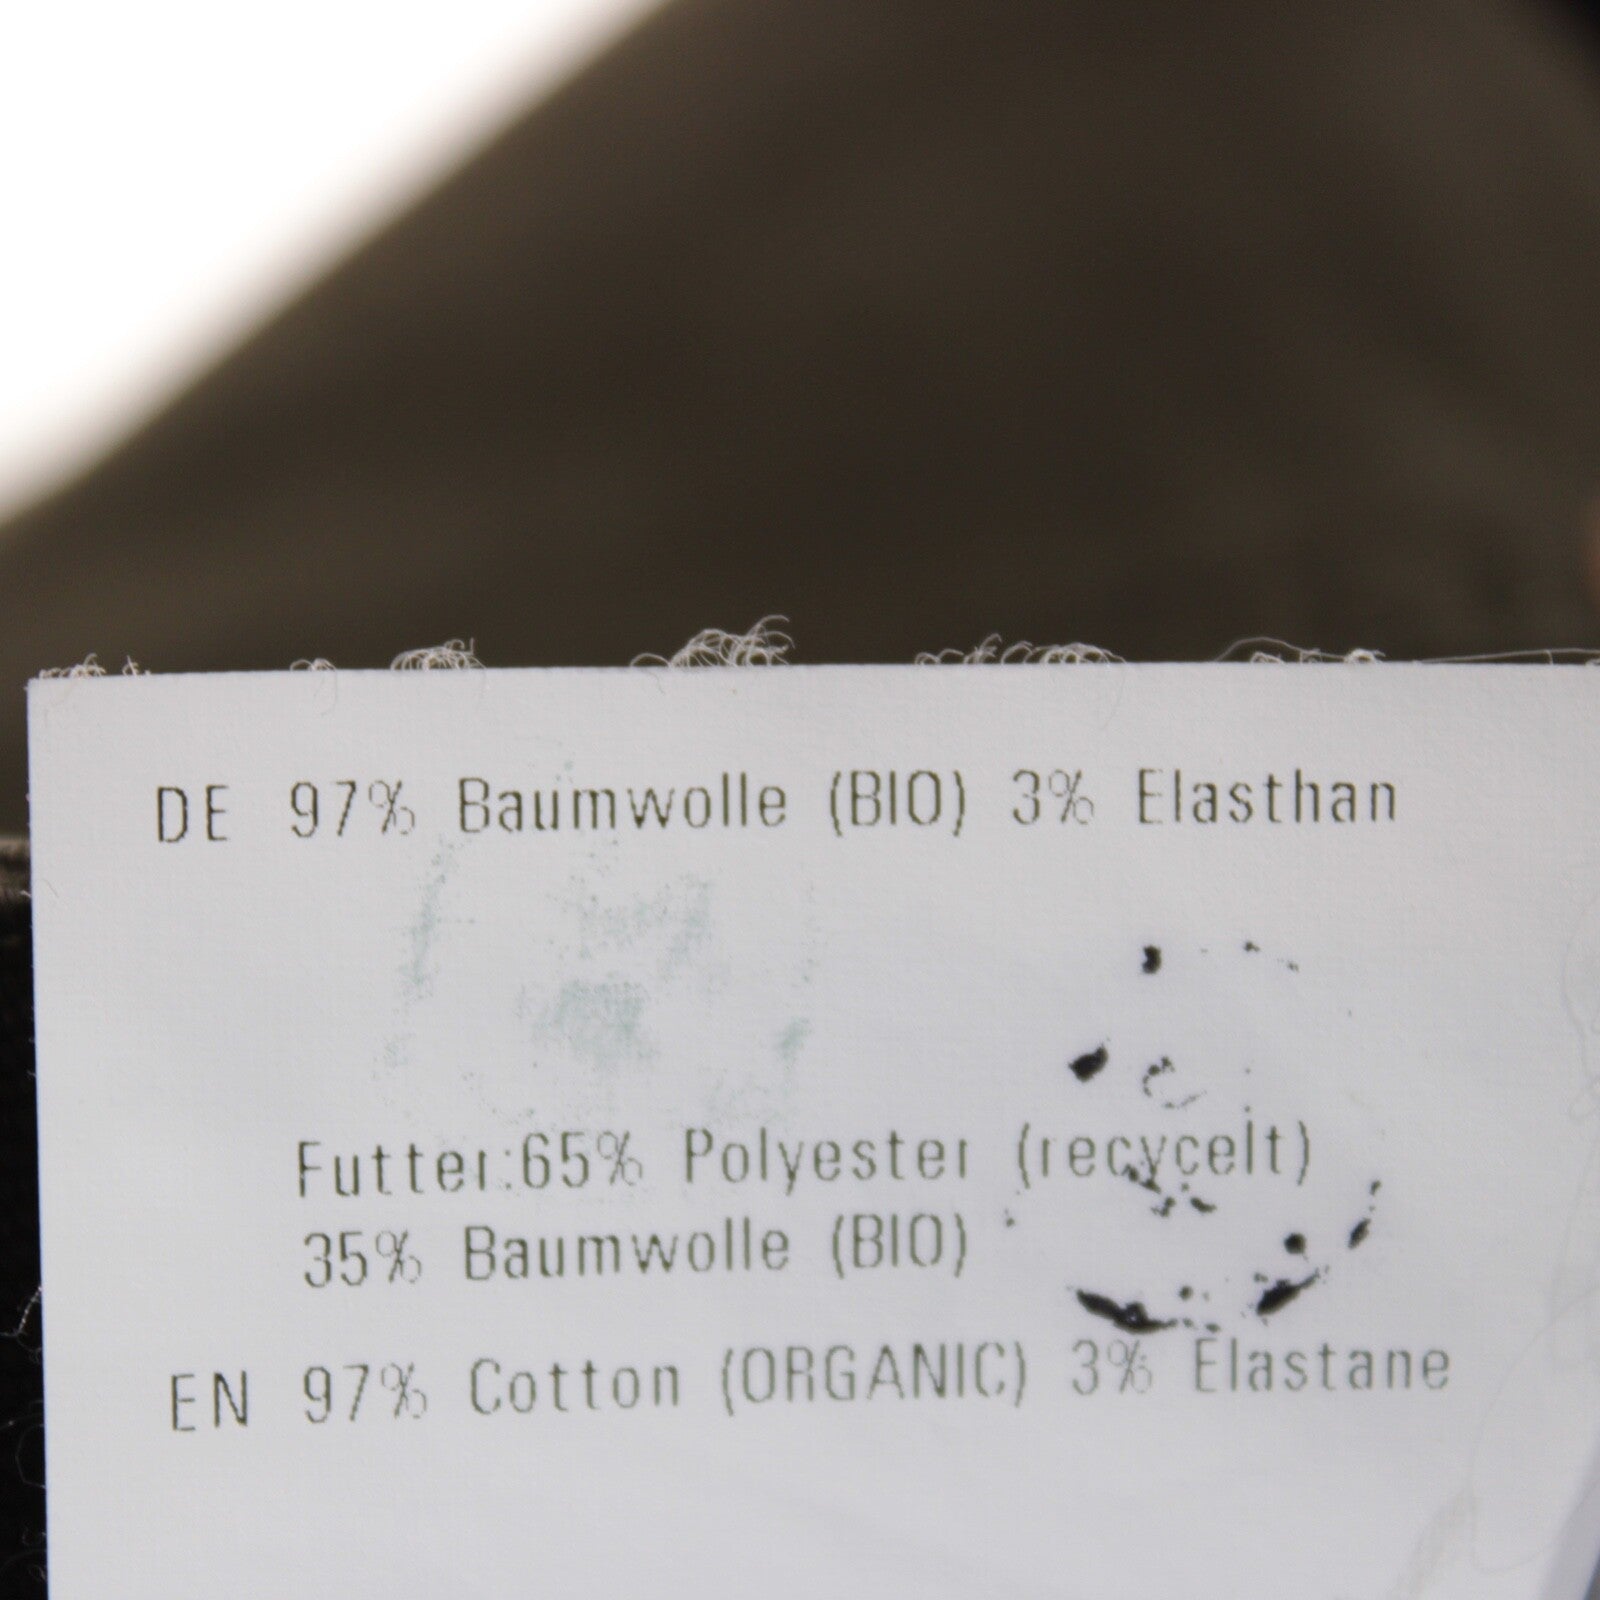 DE 97% Baumwolle (BIO) 3% Elasthan
Futter:65% Polyester (recycelt)
35% Baumwolle (BIO)
EN 97% Cotton (ORGANIC) 3% Elastane